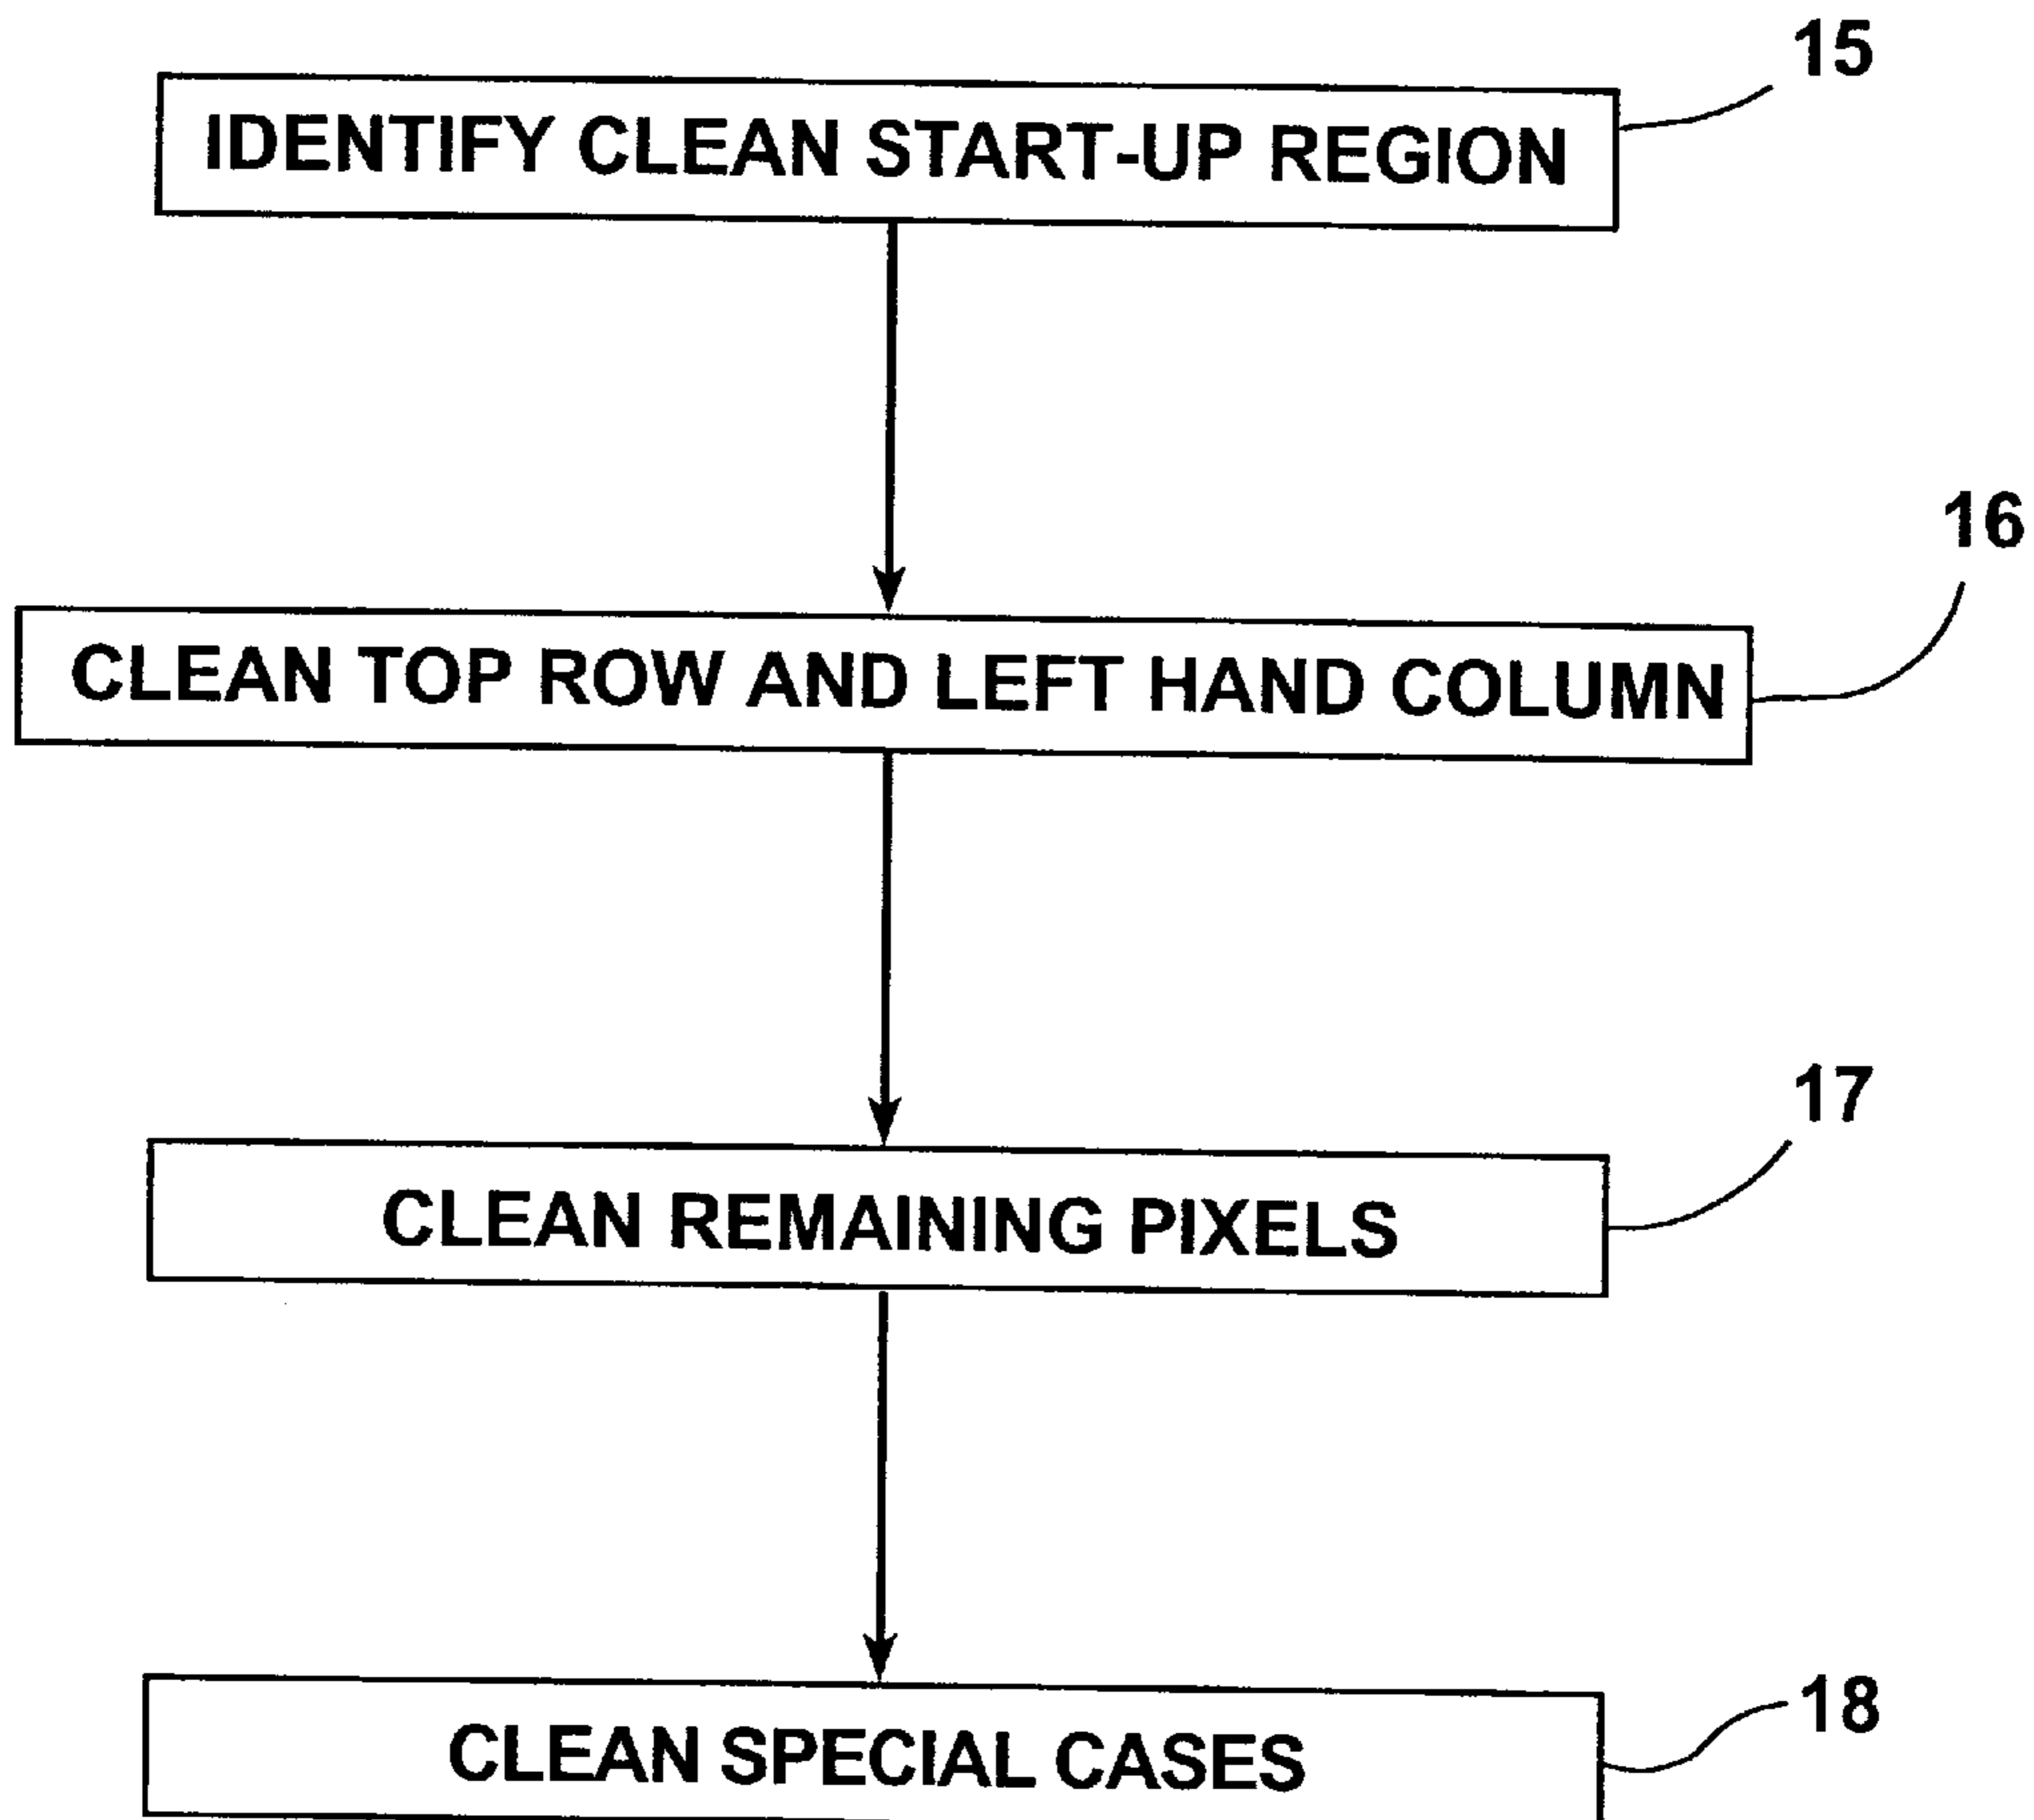 15
IDENTIFY CLEAN START-UP REGION
16
CLEAN TOP ROW AND LEFT HAND COLUMN
17
CLEAN REMAINING PIXELS
18
CLEAN SPECIAL CASES